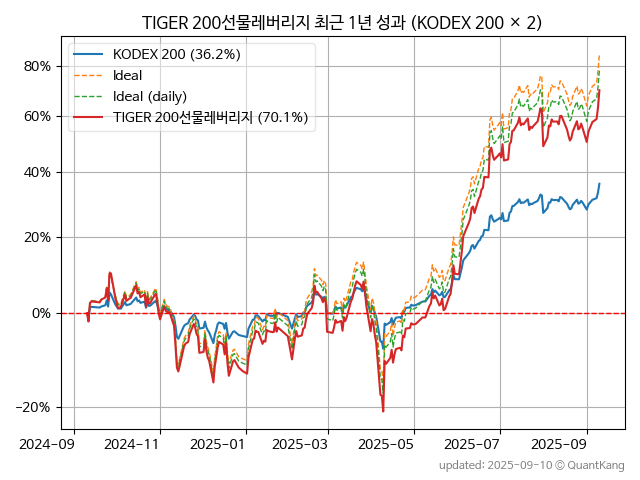 TIGER 200선물레버리지 최근 1년 성과 (KODEX 200 × 2)
KODEX 200 (36.2%)
Ideal
Ideal (daily)
TIGER 200선물레버리지 (70.1%)
80%
60%
40%
20%
0%
−20%
2024-09 2024-11 2025-01 2025-03 2025-05 2025-07 2025-09
updated: 2025-09-10 © QuantKang